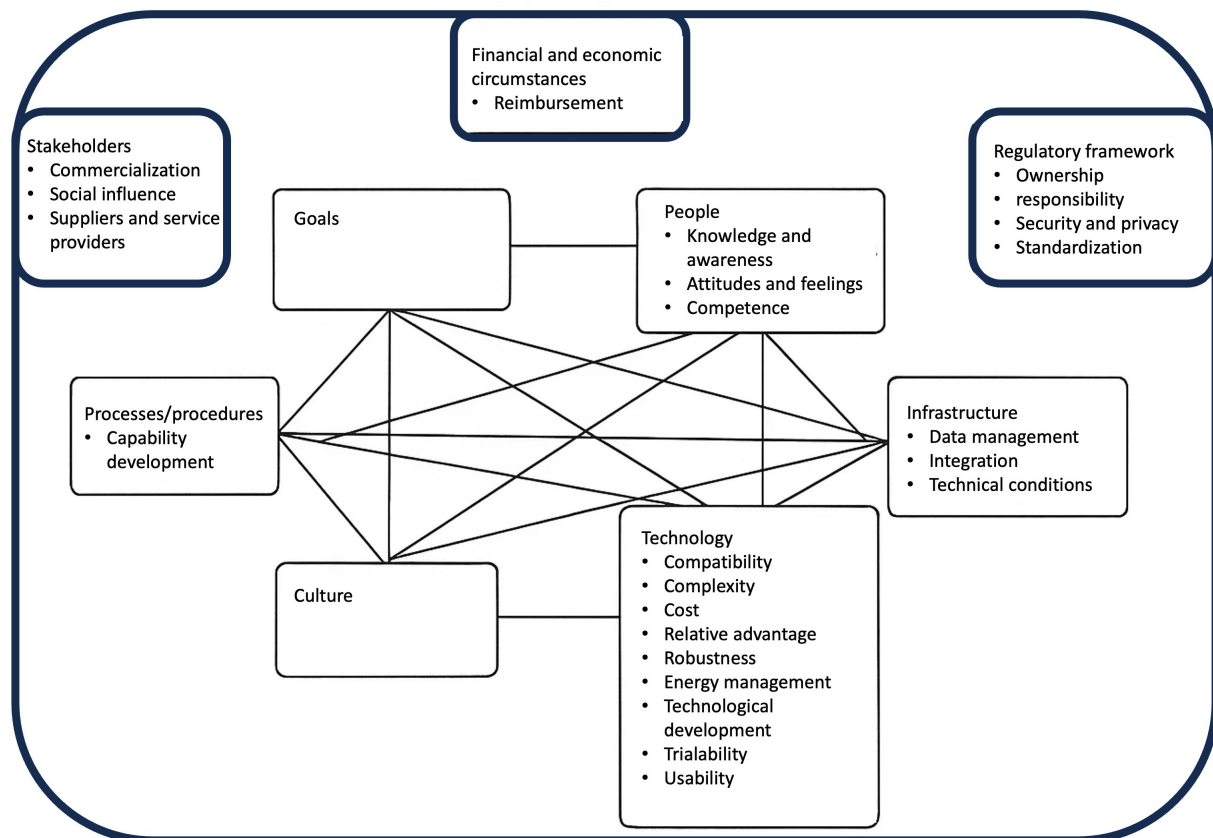 Financial and economic
circumstances
• Reimbursement
Stakeholders
• Commercialization
• Social influence
• Suppliers and service
providers
Regulatory framework
• Ownership
• responsibility
• Security and privacy
• Standardization
Goals
People
• Knowledge and
awareness
• Attitudes and feelings
• Competence
Processes/procedures
• Capability
development
Infrastructure
• Data management
• Integration
• Technical conditions
Culture
Technology
• Compatibility
• Complexity
• Cost
• Relative advantage
• Robustness
• Energy management
• Technological
development
• Trialability
• Usability